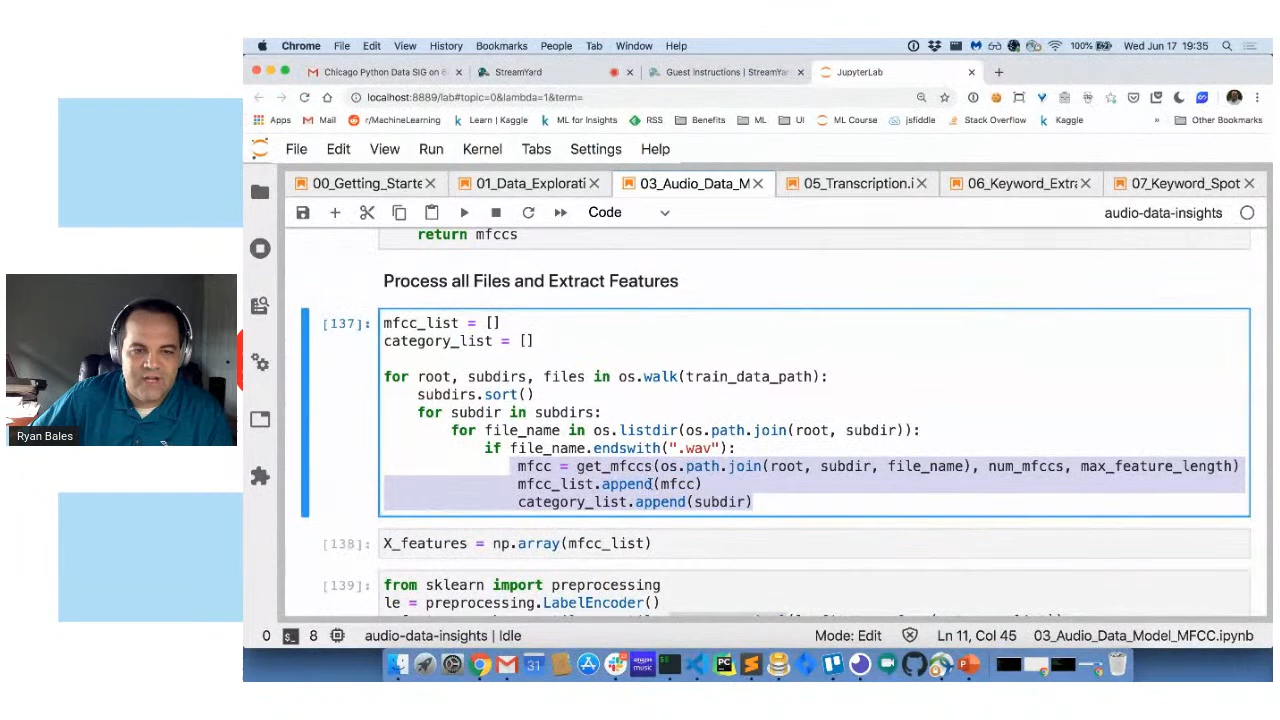 Chrome File Edit View History Bookmarks People Tab Window Help 100% Wed Jun 17 19:35
Chicago Python Data SIG on 6 StreamYard Guest Instructions | StreamYar JupyterLab
localhost:8889/lab#topic=0&lambda=1&term=
Apps Mail r/MachineLearning Learn | Kaggle ML for Insights RSS Benefits ML UI ML Course jsfiddle Stack Overflow Kaggle » Other Bookmarks
File Edit View Run Kernel Tabs Settings Help
00_Getting_Starte 01_Data_Explorati 03_Audio_Data_M 05_Transcription.i 06_Keyword_Extra 07_Keyword_Spot
Code audio-data-insights
return mfccs
Process all Files and Extract Features
[137]: mfcc_list = []
category_list = []
for root, subdirs, files in os.walk(train_data_path):
subdirs.sort()
for subdir in subdirs:
for file_name in os.listdir(os.path.join(root, subdir)):
if file_name.endswith(".wav"):
mfcc = get_mfccs(os.path.join(root, subdir, file_name), num_mfccs, max_feature_length)
mfcc_list.append(mfcc)
category_list.append(subdir)
[138]: X_features = np.array(mfcc_list)
[139]: from sklearn import preprocessing
le = preprocessing.LabelEncoder()
0 $_ 8 audio-data-insights | Idle Mode: Edit Ln 11, Col 45 03_Audio_Data_Model_MFCC.ipynb
Ryan Bales
31 amazon music PC